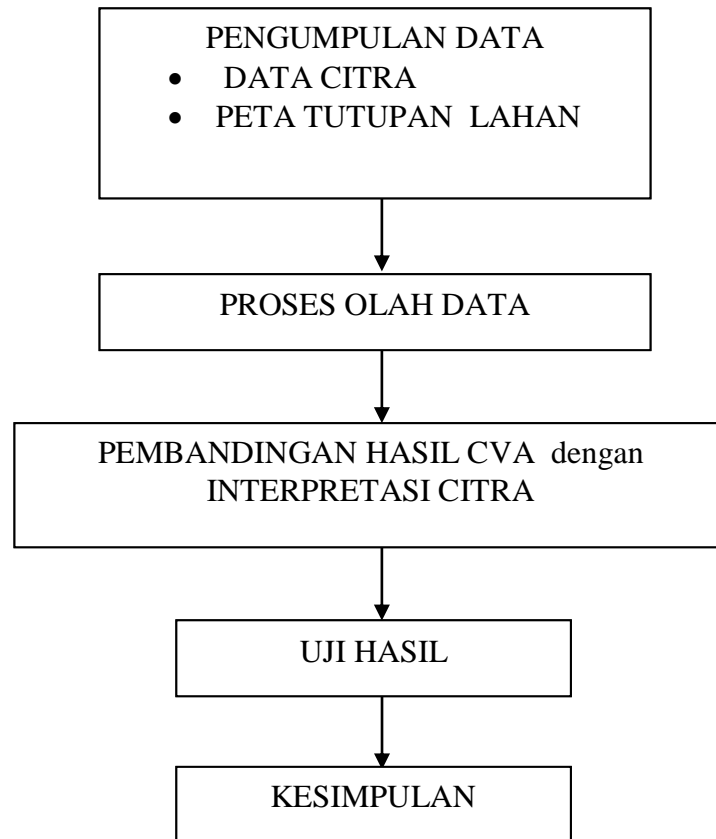 PENGUMPULAN DATA
• DATA CITRA
• PETA TUTUPAN LAHAN
PROSES OLAH DATA
PEMBANDINGAN HASIL CVA dengan
INTERPRETASI CITRA
UJI HASIL
KESIMPULAN